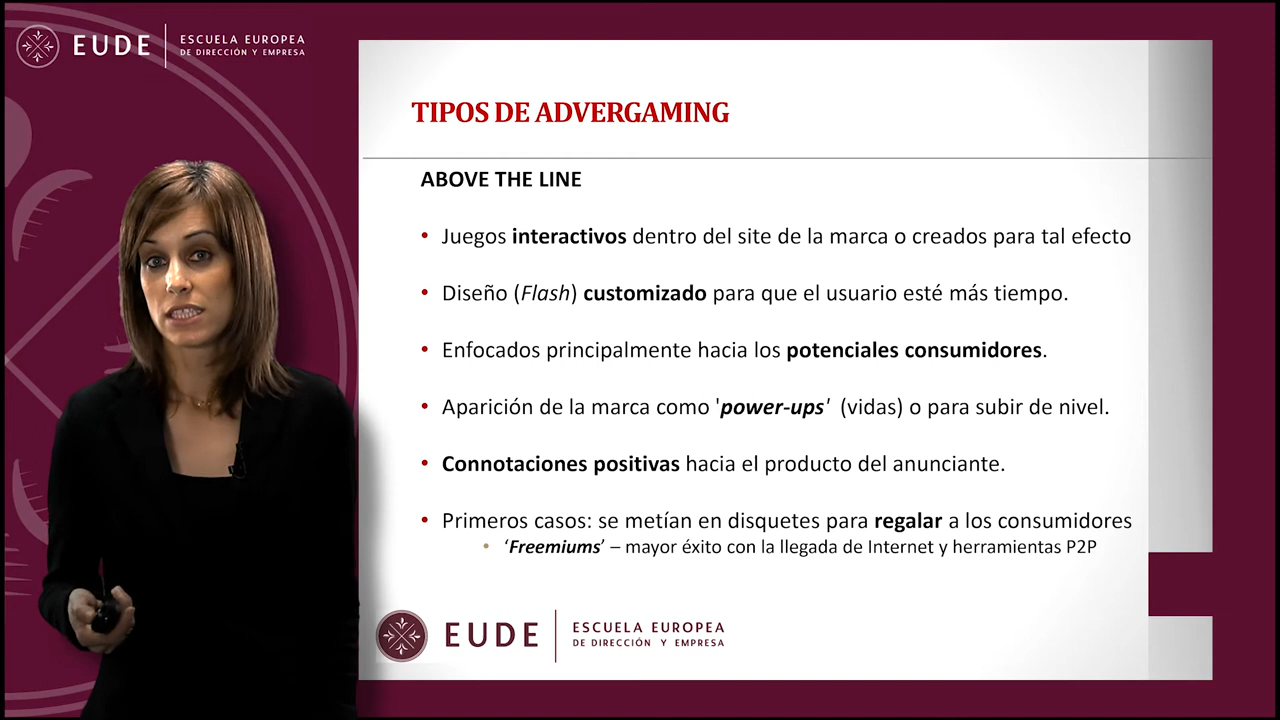 EUDE
ESCUELA EUROPEA
DE DIRECCIÓN Y EMPRESA
TIPOS DE ADVERGAMING
ABOVE THE LINE
• Juegos interactivos dentro del site de la marca o creados para tal efecto
• Diseño (Flash) customizado para que el usuario esté más tiempo.
• Enfocados principalmente hacia los potenciales consumidores.
• Aparición de la marca como 'power-ups' (vidas) o para subir de nivel.
• Connotaciones positivas hacia el producto del anunciante.
• Primeros casos: se metían en disquetes para regalar a los consumidores
• ‘Freemiums’ – mayor éxito con la llegada de Internet y herramientas P2P
EUDE
ESCUELA EUROPEA
DE DIRECCIÓN Y EMPRESA